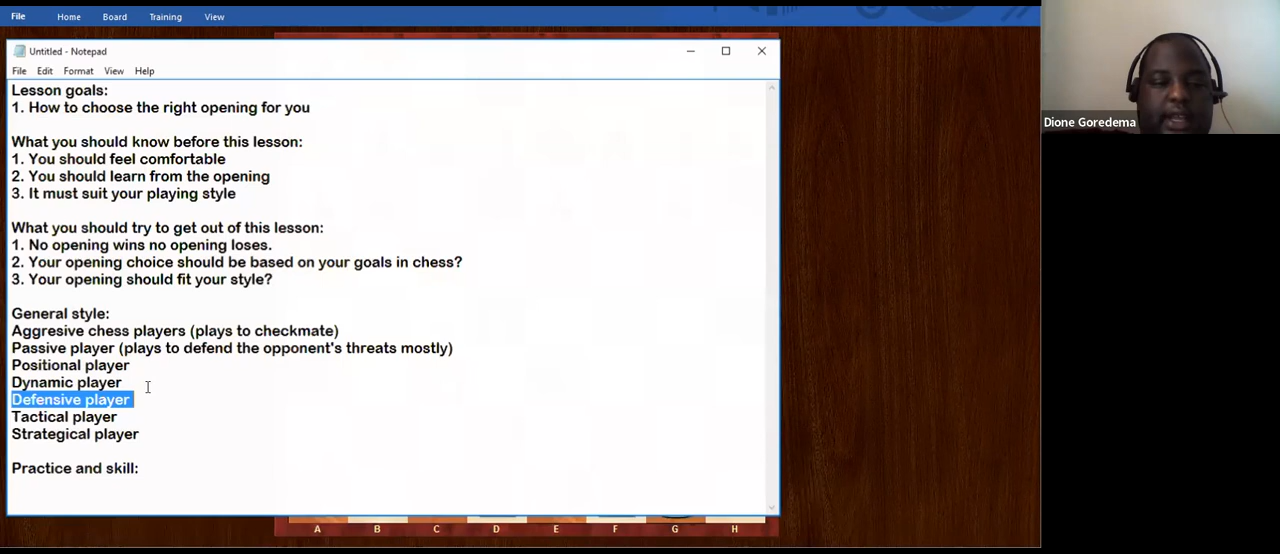 File Home Board Training View
Untitled - Notepad
File Edit Format View Help
Lesson goals:
1. How to choose the right opening for you
What you should know before this lesson:
1. You should feel comfortable
2. You should learn from the opening
3. It must suit your playing style
What you should try to get out of this lesson:
1. No opening wins no opening loses.
2. Your opening choice should be based on your goals in chess?
3. Your opening should fit your style?
General style:
Aggresive chess players (plays to checkmate)
Passive player (plays to defend the opponent's threats mostly)
Positional player
Dynamic player
Defensive player
Tactical player
Strategical player
Practice and skill:
A B C D E F G H
Dione Goredema